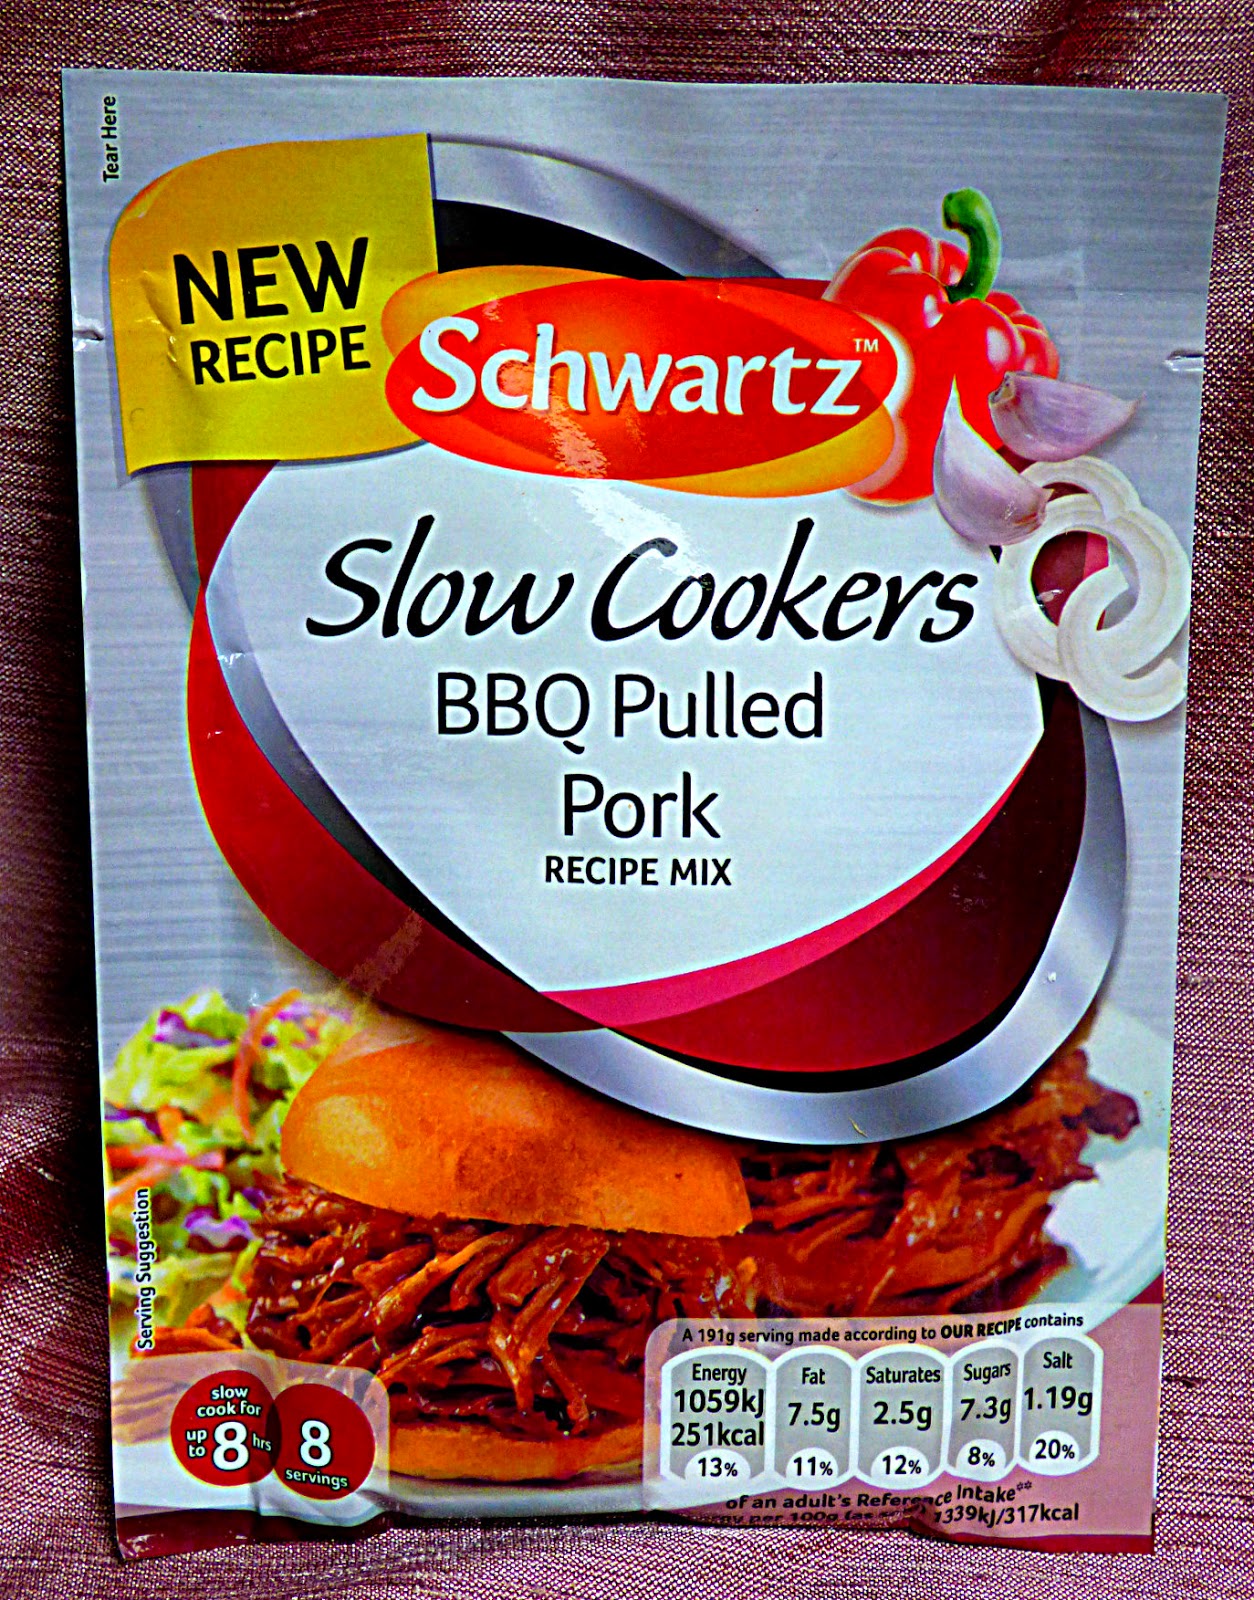 Tear Here
NEW
RECIPE
Schwartz™
Slow Cookers
BBQ Pulled
Pork
RECIPE MIX
Serving Suggestion
slow
cook for
up to 8 hrs
8
servings
A 191g serving made according to OUR RECIPE contains
Energy
1059kJ
251kcal
13%
Fat
7.5g
11%
Saturates
2.5g
12%
Sugars
7.3g
8%
Salt
1.19g
20%
of an adult's Reference Intake**
per 100g (as 1339kJ/317kcal